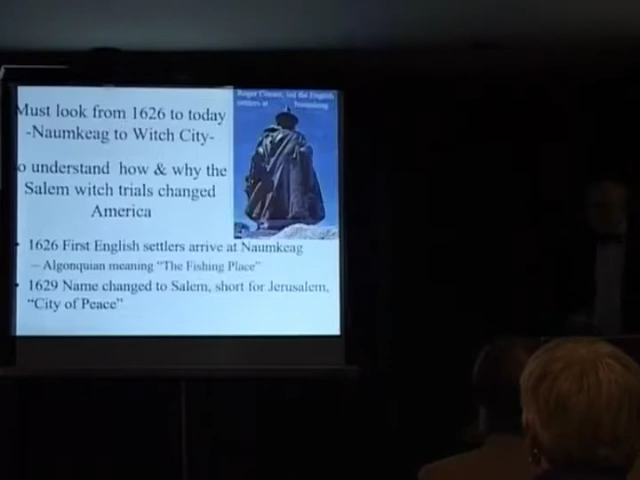 Must look from 1626 to today
-Naumkeag to Witch City-
o understand how & why the
Salem witch trials changed
America
Roger Conant, led the English
settlers at Naumkeag
• 1626 First English settlers arrive at Naumkeag
– Algonquian meaning "The Fishing Place"
• 1629 Name changed to Salem, short for Jerusalem,
"City of Peace"